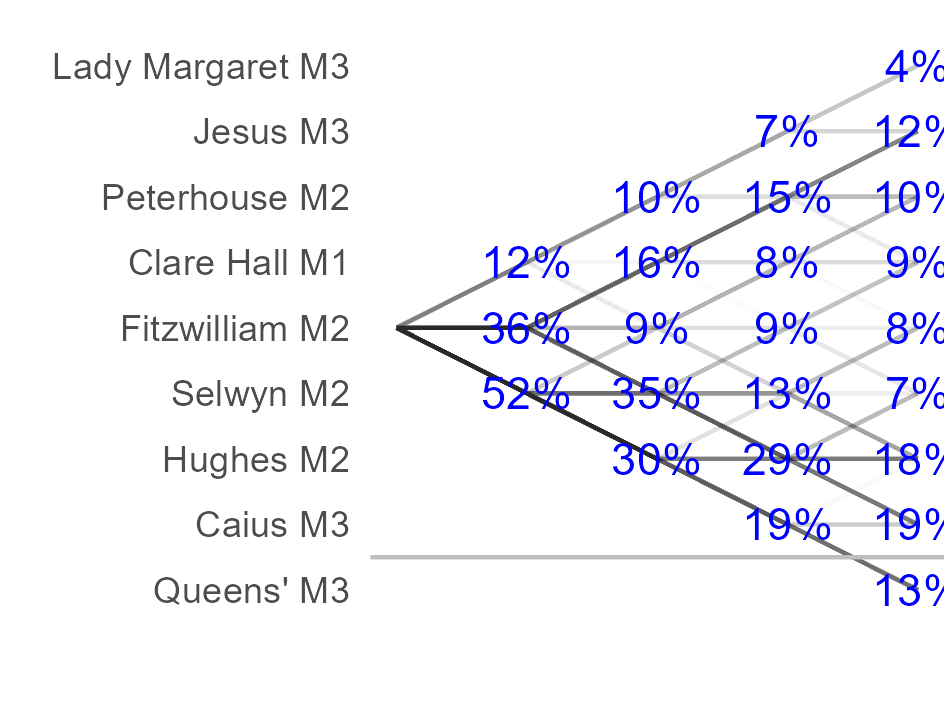 Lady Margaret M3 4%
Jesus M3 7% 12%
Peterhouse M2 10% 15% 10%
Clare Hall M1 12% 16% 8% 9%
Fitzwilliam M2 36% 9% 9% 8%
Selwyn M2 52% 35% 13% 7%
Hughes M2 30% 29% 18%
Caius M3 19% 19%
Queens' M3 13%